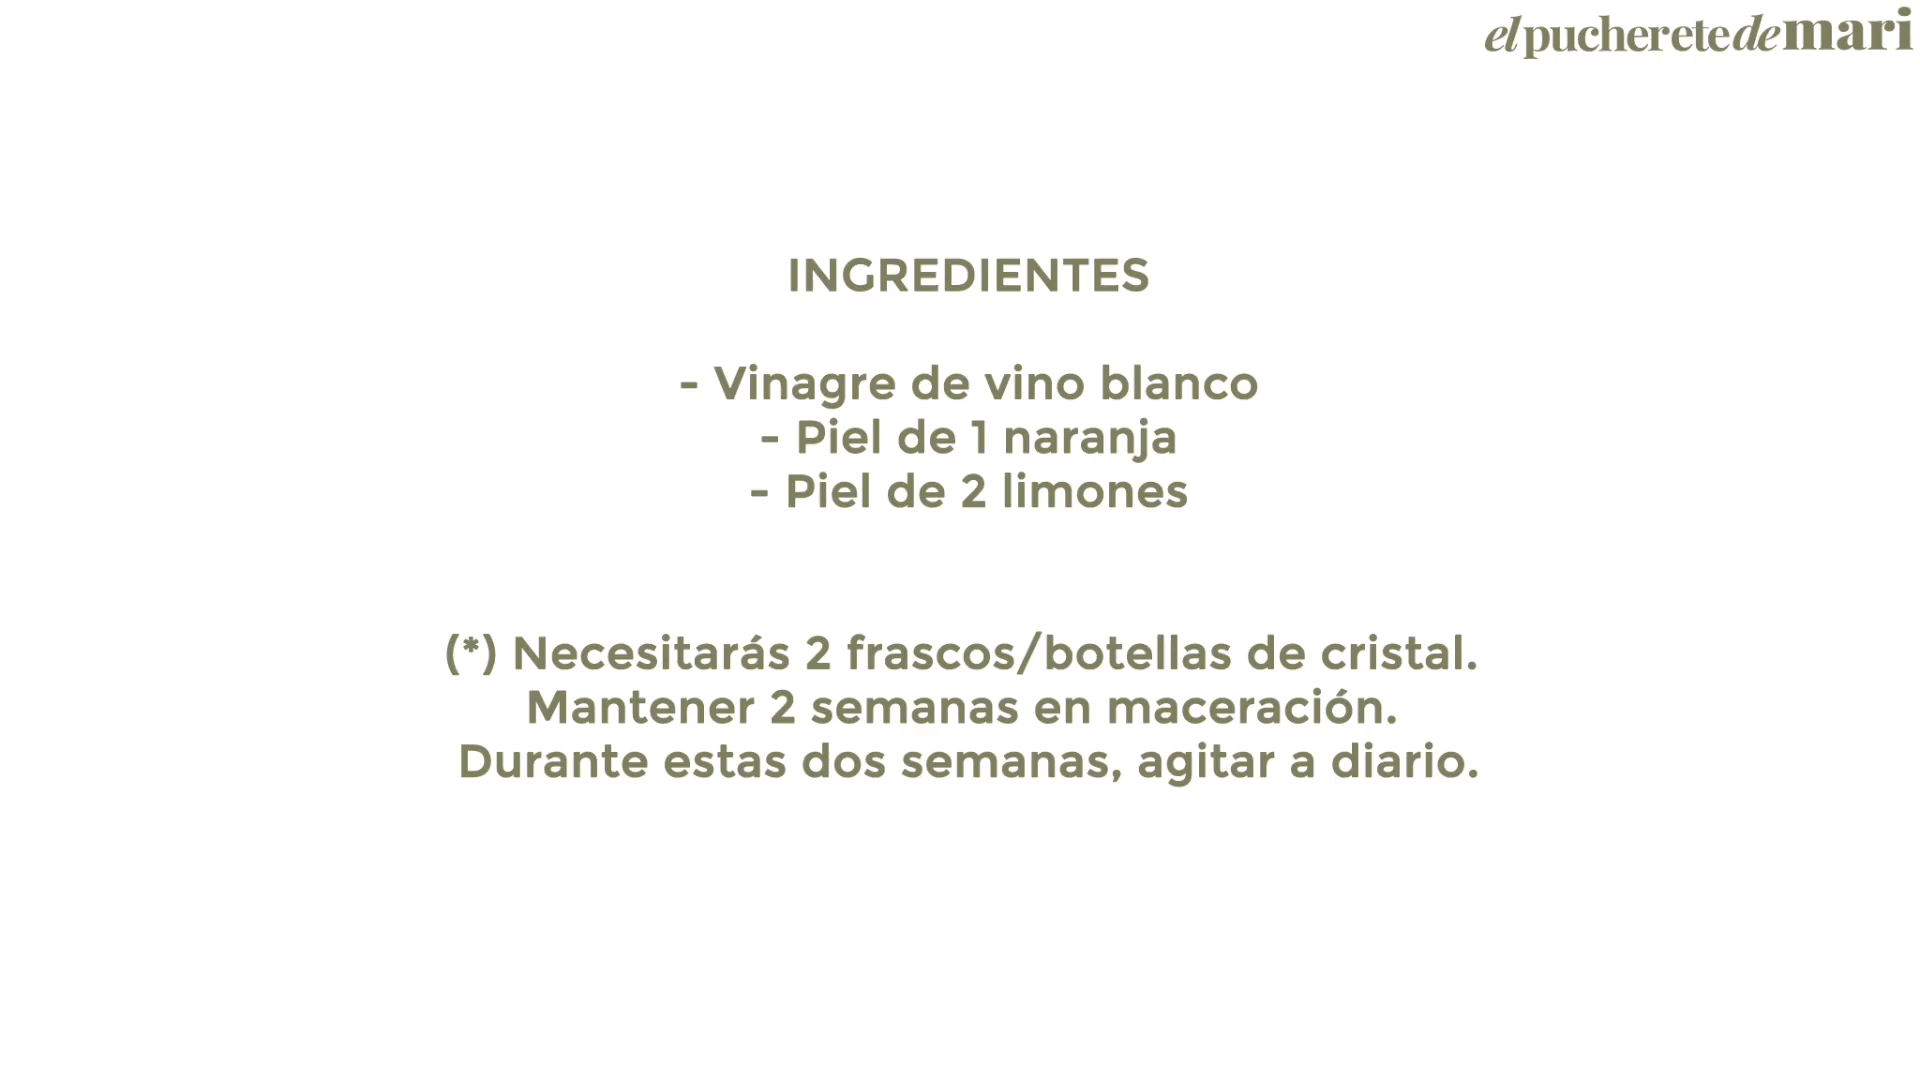 elpucheretedemari
INGREDIENTES
- Vinagre de vino blanco
- Piel de 1 naranja
- Piel de 2 limones
(*) Necesitarás 2 frascos/botellas de cristal.
Mantener 2 semanas en maceración.
Durante estas dos semanas, agitar a diario.